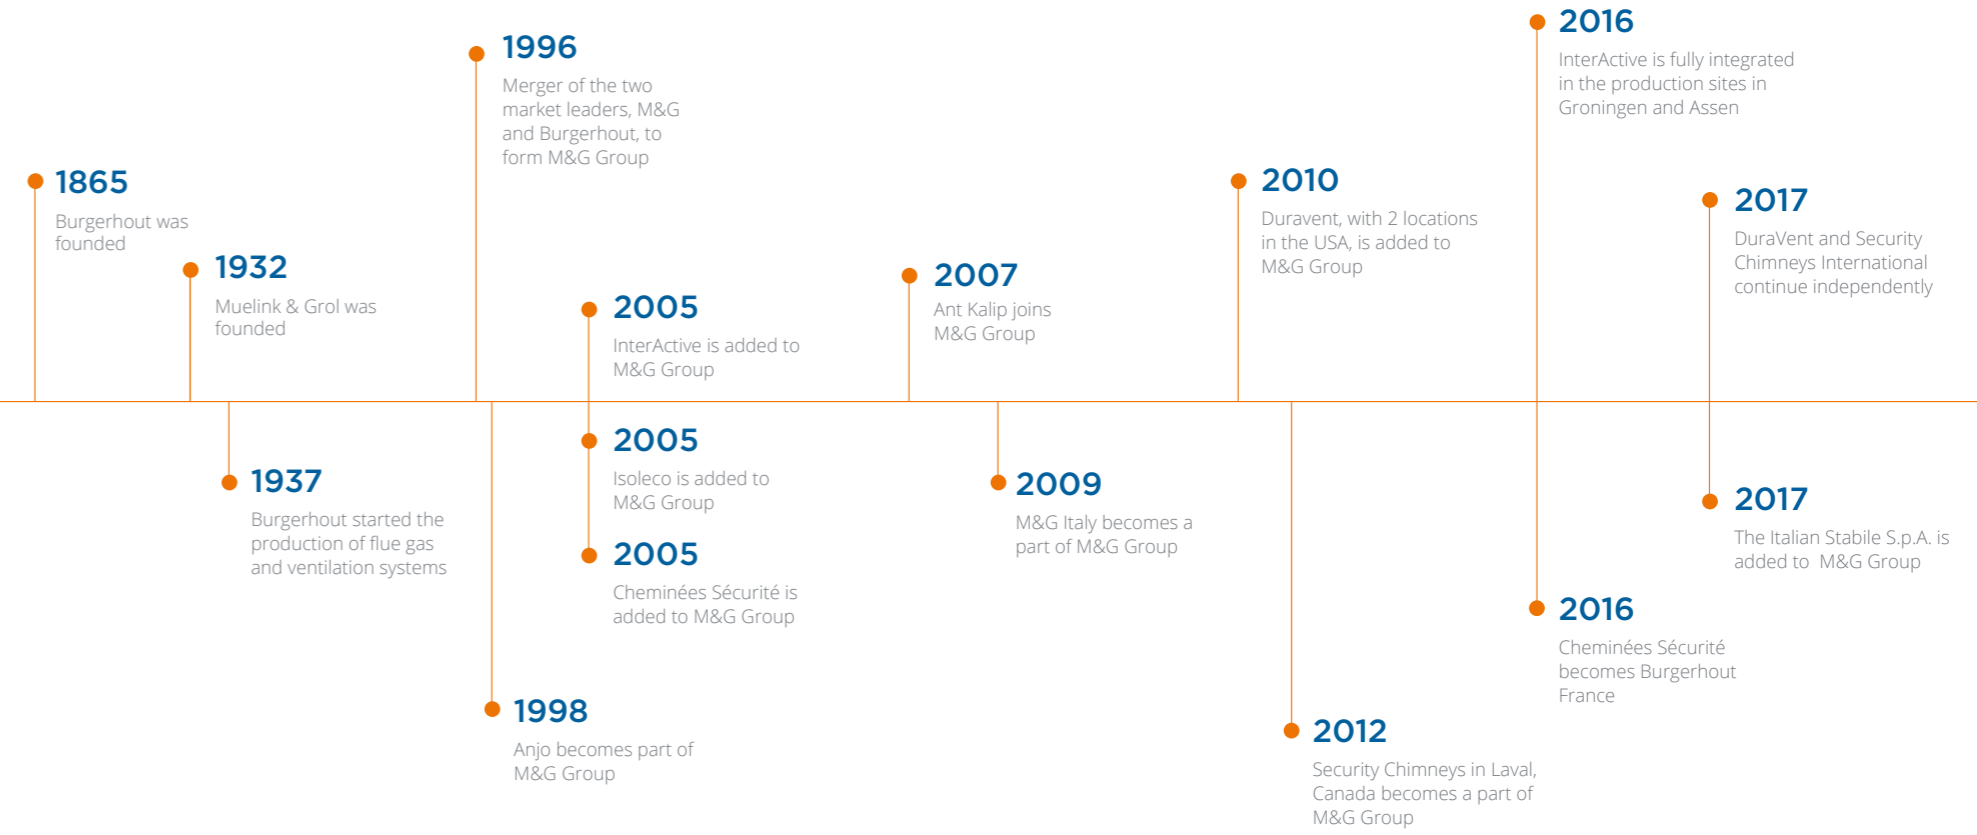 1865
Burgerhout was
founded
1932
Muelink & Grol was
founded
1937
Burgerhout started the
production of flue gas
and ventilation systems
1996
Merger of the two
market leaders, M&G
and Burgerhout, to
form M&G Group
1998
Anjo becomes part of
M&G Group
2005
InterActive is added to
M&G Group
2005
Isoleco is added to
M&G Group
2005
Cheminées Sécurité is
added to M&G Group
2007
Ant Kalip joins
M&G Group
2009
M&G Italy becomes a
part of M&G Group
2010
Duravent, with 2 locations
in the USA, is added to
M&G Group
2012
Security Chimneys in Laval,
Canada becomes a part of
M&G Group
2016
InterActive is fully integrated
in the production sites in
Groningen and Assen
2016
Cheminées Sécurité
becomes Burgerhout
France
2017
DuraVent and Security
Chimneys International
continue independently
2017
The Italian Stabile S.p.A. is
added to  M&G Group